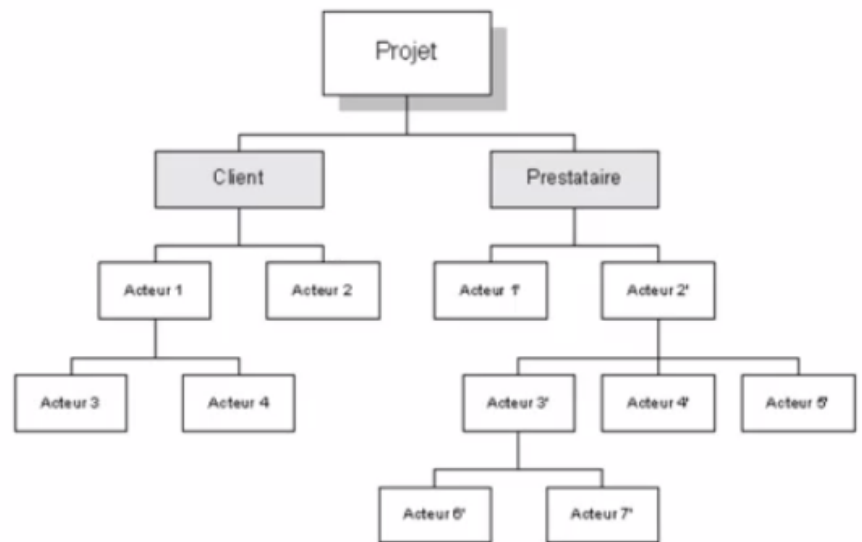 Projet
Client
Prestataire
Acteur 1
Acteur 2
Acteur 1'
Acteur 2'
Acteur 3
Acteur 4
Acteur 3'
Acteur 4'
Acteur 5'
Acteur 6'
Acteur 7'